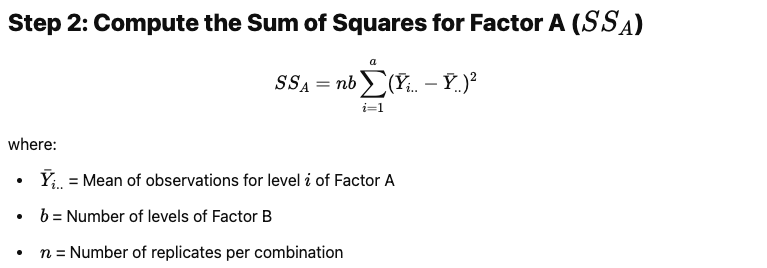 Step 2: Compute the Sum of Squares for Factor A (SS_A)
SS_A = nb \sum_{i=1}^{a} (\bar{Y}_{i..} - \bar{Y}_{..})^2
where:
• \bar{Y}_{i..} = Mean of observations for level i of Factor A
• b = Number of levels of Factor B
• n = Number of replicates per combination